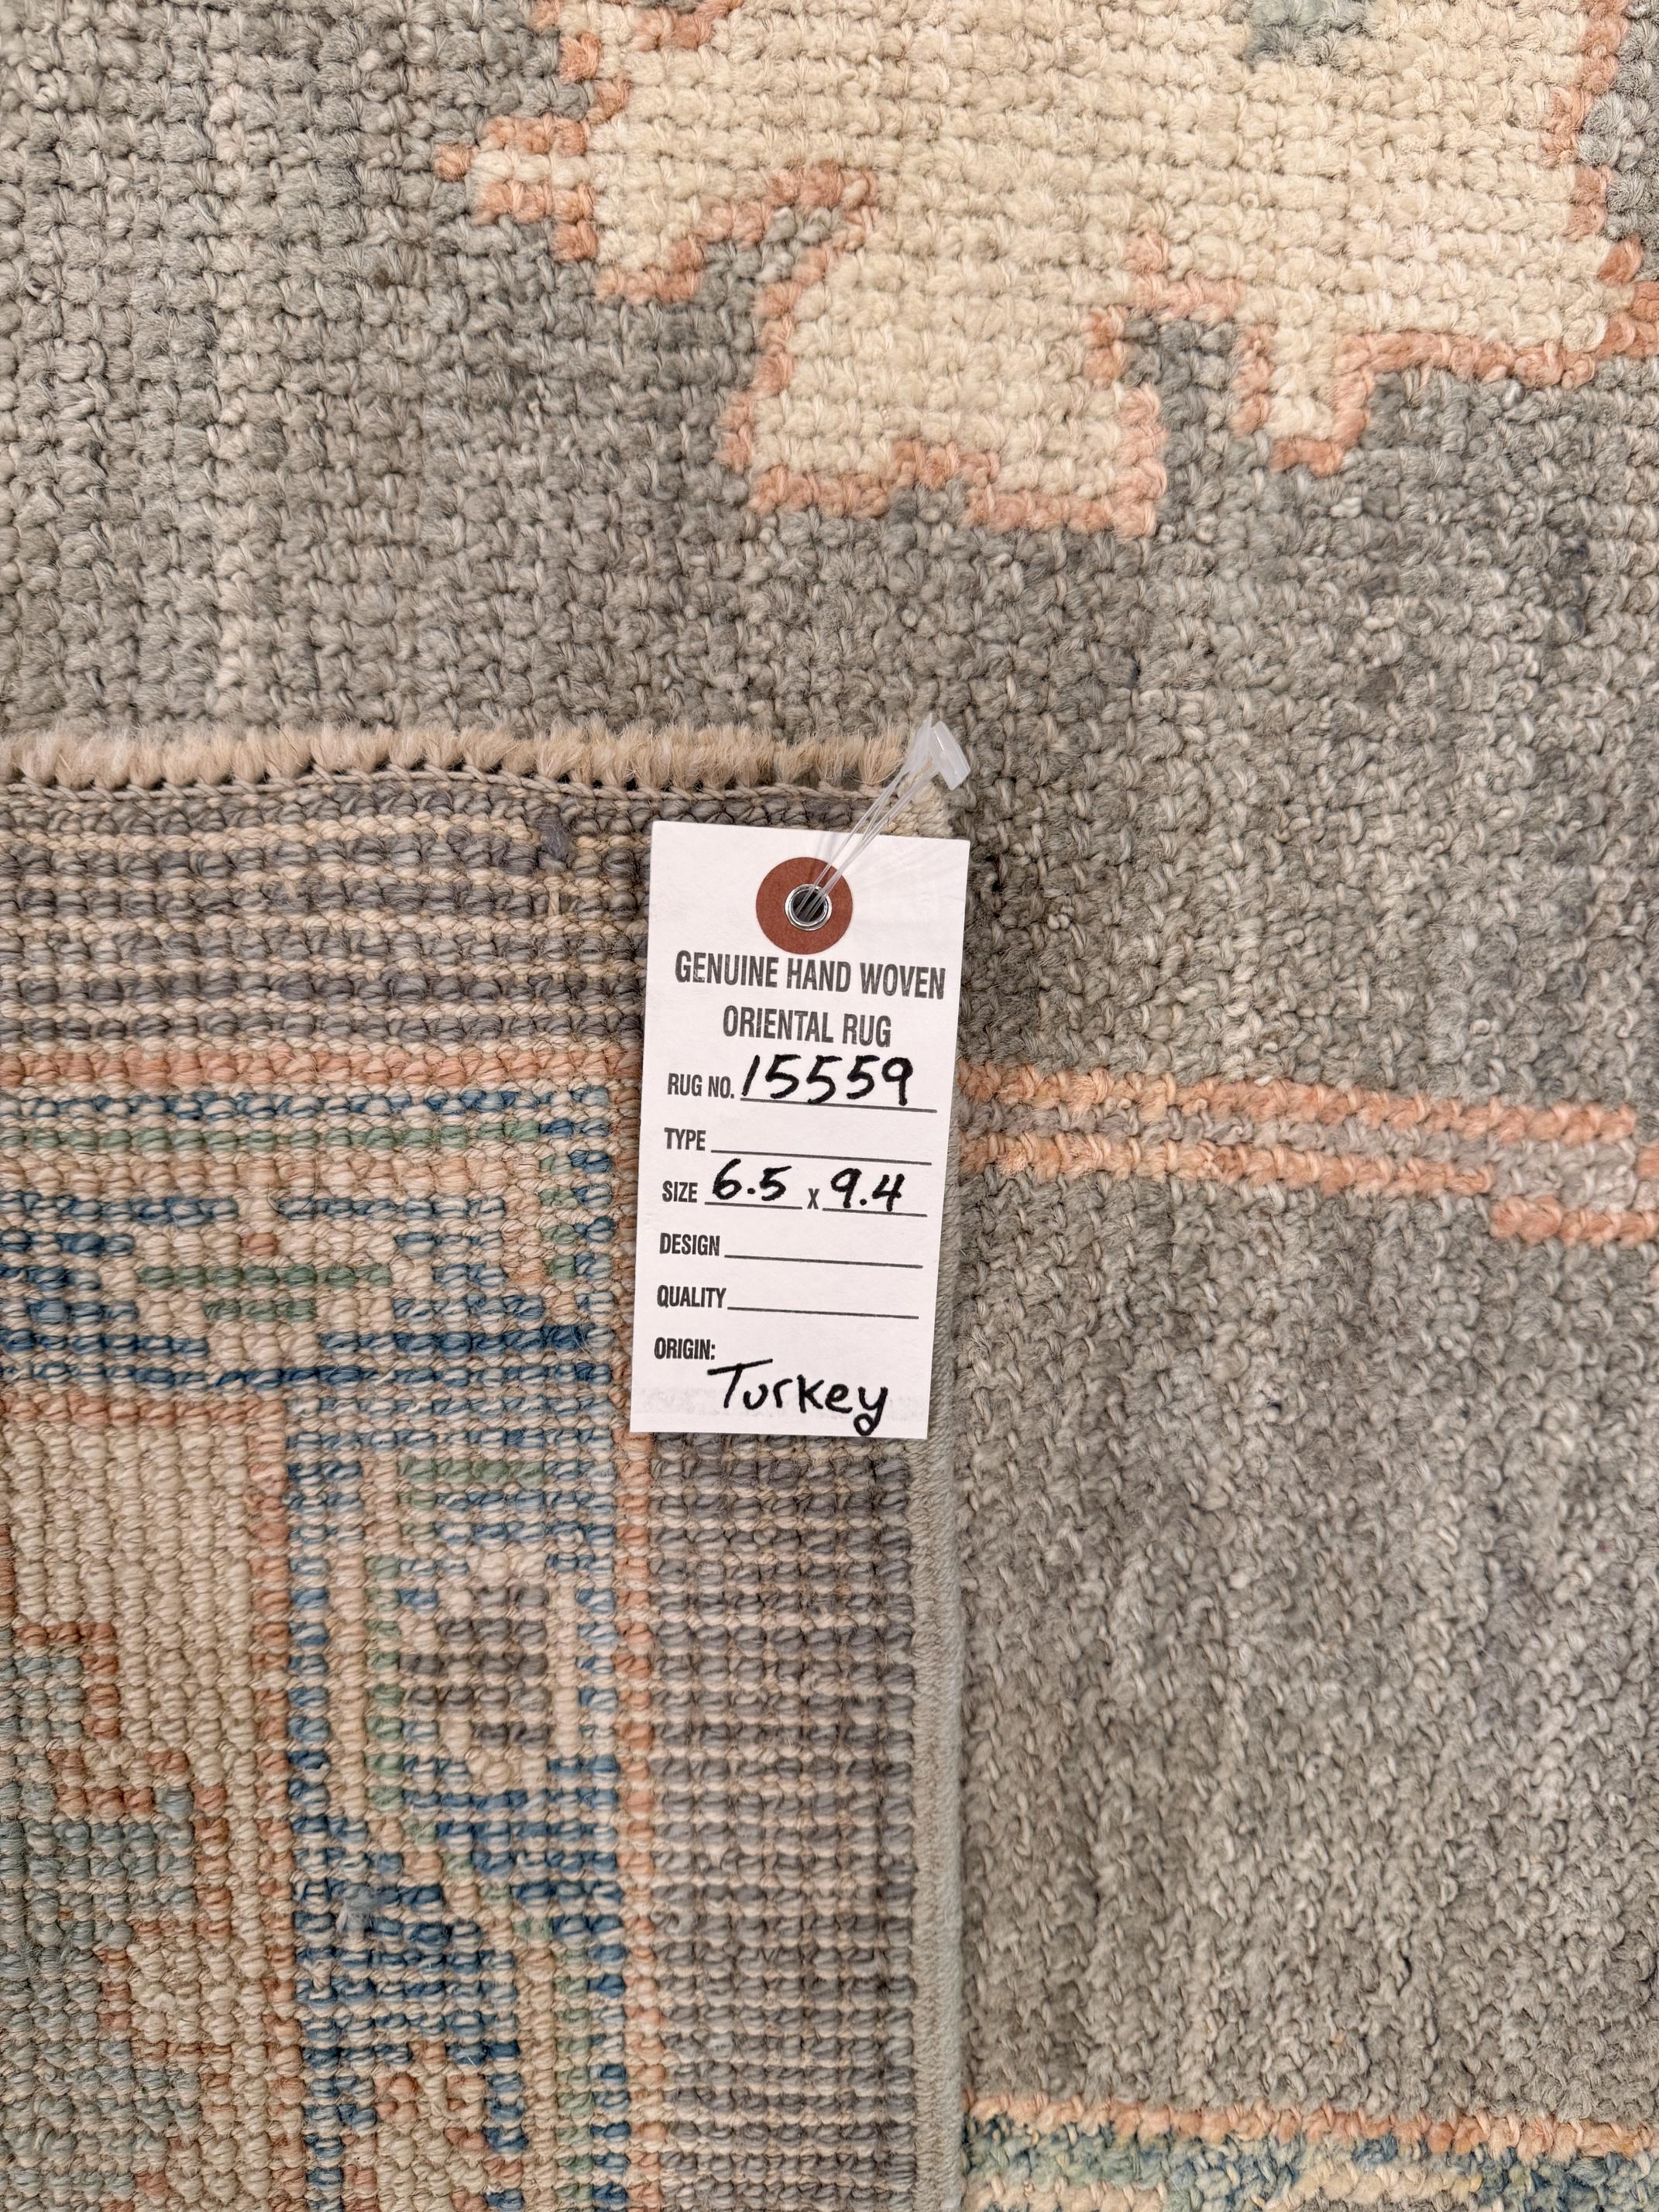 GENUINE HAND WOVEN
ORIENTAL RUG
RUG NO. 15559
TYPE
SIZE 6.5 x 9.4
DESIGN
QUALITY
ORIGIN:
Turkey